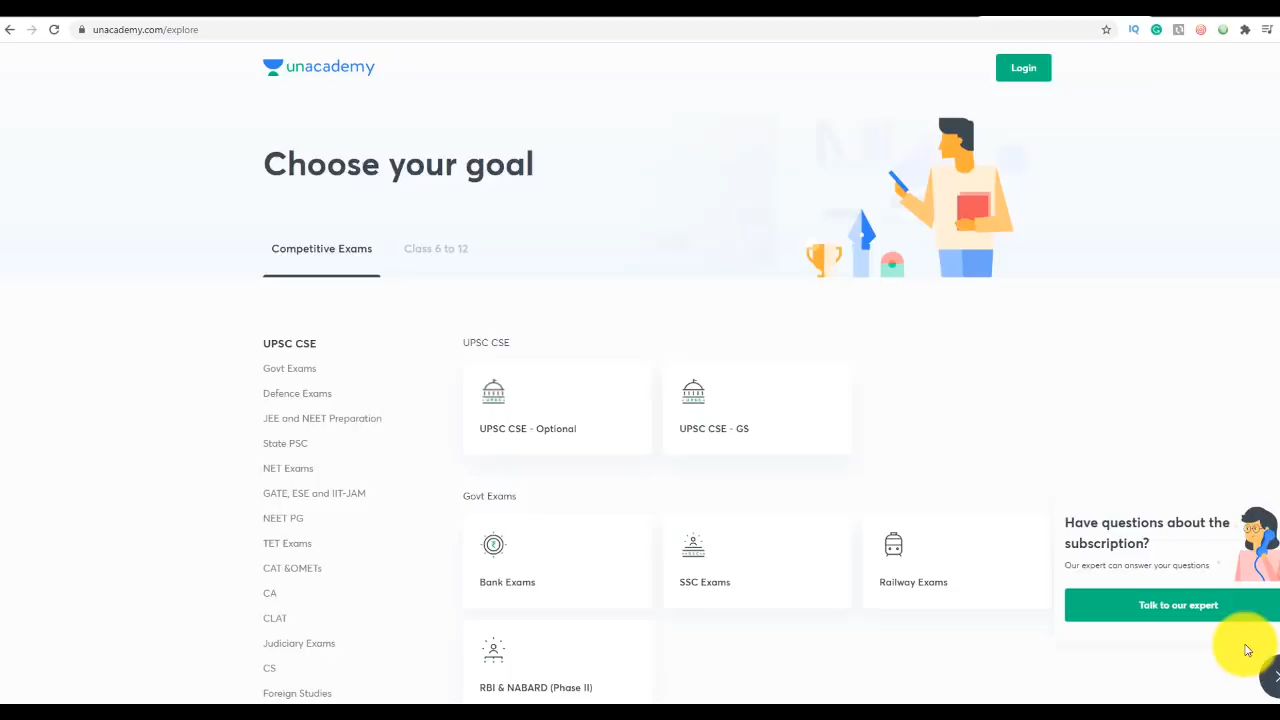 unacademy.com/explore
IQ
unacademy
Login
Choose your goal
Competitive Exams
Class 6 to 12
UPSC CSE
Govt Exams
Defence Exams
JEE and NEET Preparation
State PSC
NET Exams
GATE, ESE and IIT-JAM
NEET PG
TET Exams
CAT &OMETs
CA
CLAT
Judiciary Exams
CS
Foreign Studies
UPSC CSE
UPSC CSE - Optional
UPSC CSE - GS
Govt Exams
Bank Exams
SSC Exams
Railway Exams
RBI & NABARD (Phase II)
Have questions about the
subscription?
Our expert can answer your questions
Talk to our expert